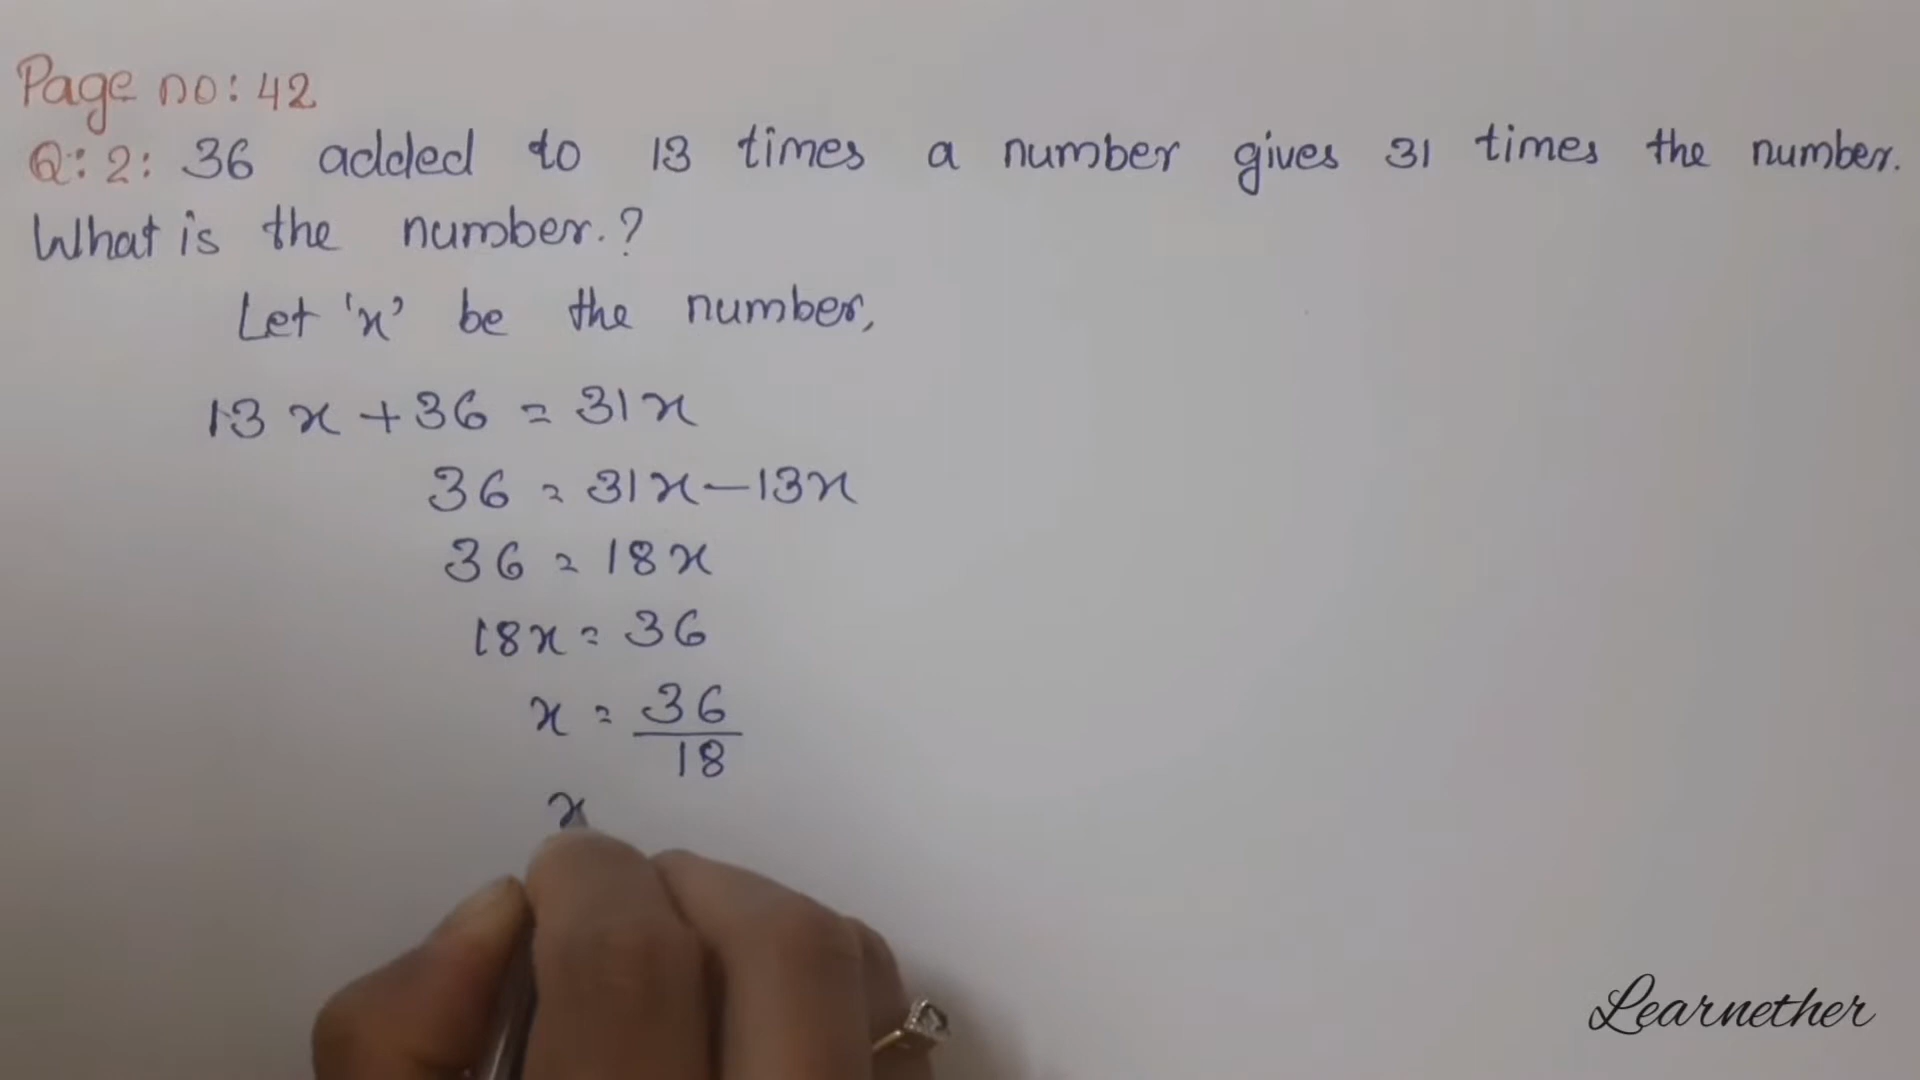 Page no: 42
Q: 2: 36 added to 13 times a number gives 31 times the number.
What is the number.?
Let 'x' be the number,
13x + 36 = 31x
36 = 31x - 13x
36 = 18x
18x = 36
x = 36
18
x
Learnether